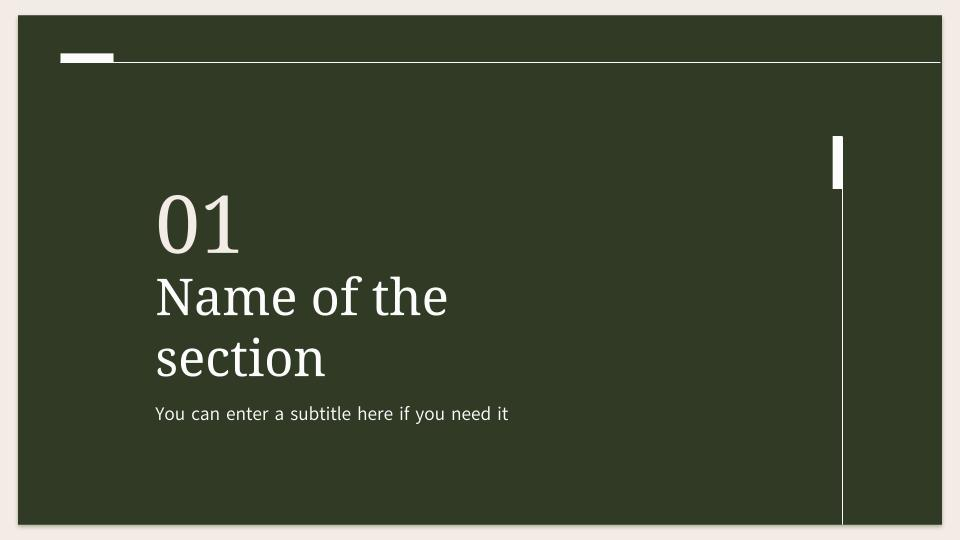 01
Name of the
section
You can enter a subtitle here if you need it